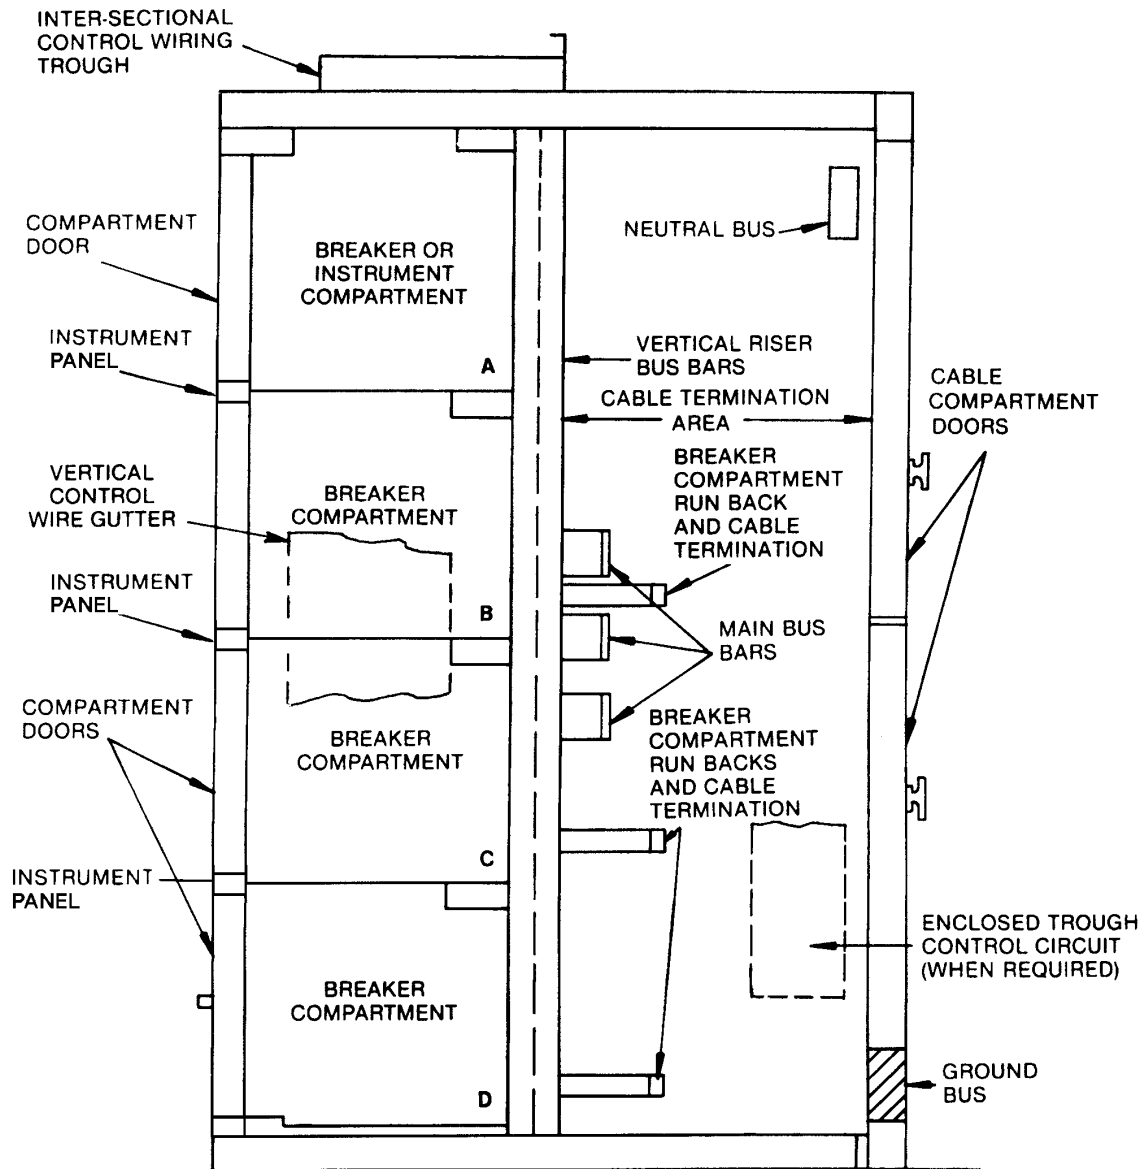 INTER-SECTIONAL
CONTROL WIRING
TROUGH
COMPARTMENT
DOOR
BREAKER OR
INSTRUMENT
COMPARTMENT
NEUTRAL BUS
INSTRUMENT
PANEL
A
VERTICAL RISER
BUS BARS
CABLE TERMINATION
AREA
CABLE
COMPARTMENT
DOORS
VERTICAL
CONTROL
WIRE GUTTER
BREAKER
COMPARTMENT
BREAKER
COMPARTMENT
RUN BACK
AND CABLE
TERMINATION
INSTRUMENT
PANEL
B
MAIN BUS
BARS
COMPARTMENT
DOORS
BREAKER
COMPARTMENT
BREAKER
COMPARTMENT
RUN BACKS
AND CABLE
TERMINATION
C
INSTRUMENT
PANEL
ENCLOSED TROUGH
CONTROL CIRCUIT
(WHEN REQUIRED)
BREAKER
COMPARTMENT
D
GROUND
BUS